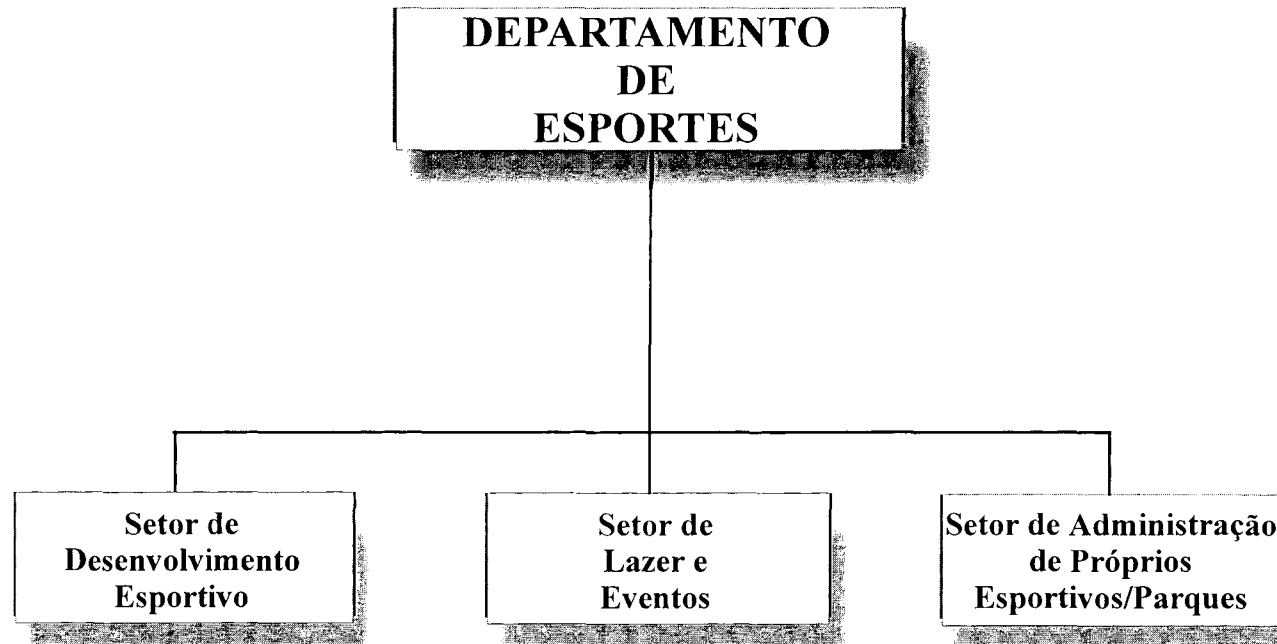 DEPARTAMENTO
DE
ESPORTES
Setor de
Desenvolvimento
Esportivo
Setor de
Lazer e
Eventos
Setor de Administração
de Próprios
Esportivos/Parques